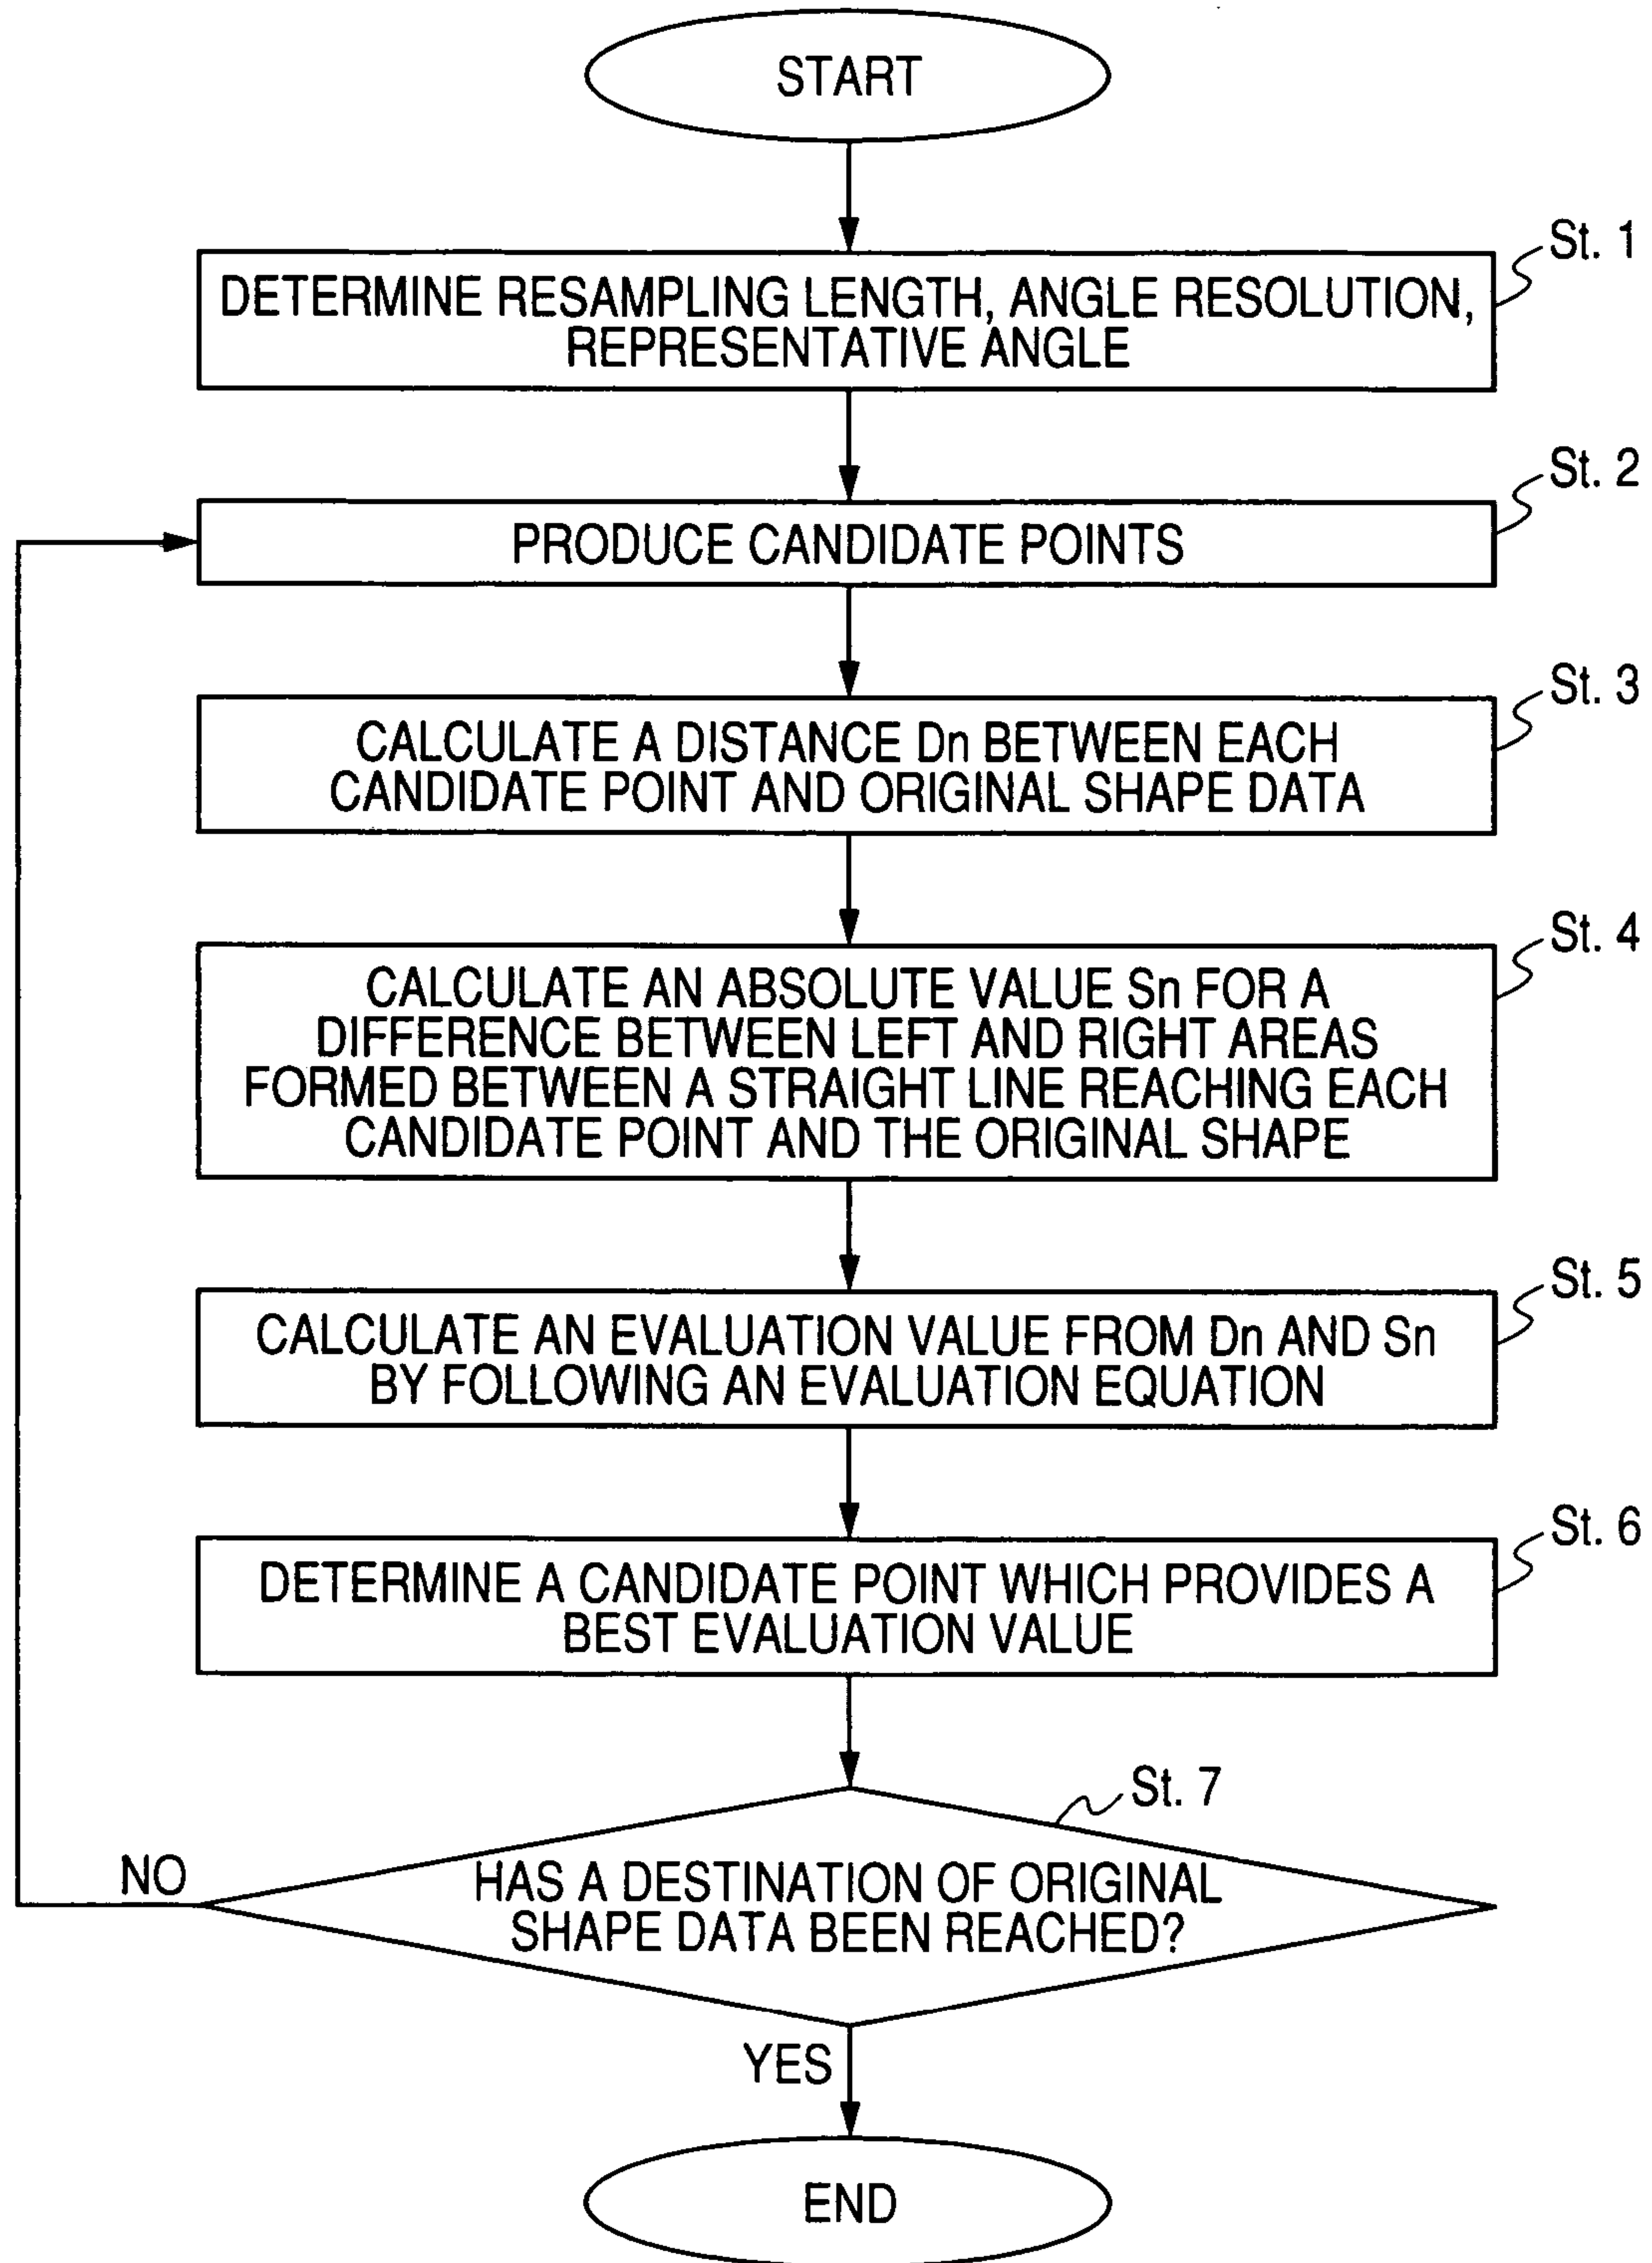 START
St. 1
DETERMINE RESAMPLING LENGTH, ANGLE RESOLUTION,
REPRESENTATIVE ANGLE
St. 2
PRODUCE CANDIDATE POINTS
St. 3
CALCULATE A DISTANCE Dn BETWEEN EACH
CANDIDATE POINT AND ORIGINAL SHAPE DATA
St. 4
CALCULATE AN ABSOLUTE VALUE Sn FOR A
DIFFERENCE BETWEEN LEFT AND RIGHT AREAS
FORMED BETWEEN A STRAIGHT LINE REACHING EACH
CANDIDATE POINT AND THE ORIGINAL SHAPE
St. 5
CALCULATE AN EVALUATION VALUE FROM Dn AND Sn
BY FOLLOWING AN EVALUATION EQUATION
St. 6
DETERMINE A CANDIDATE POINT WHICH PROVIDES A
BEST EVALUATION VALUE
St. 7
NO
HAS A DESTINATION OF ORIGINAL
SHAPE DATA BEEN REACHED?
YES
END